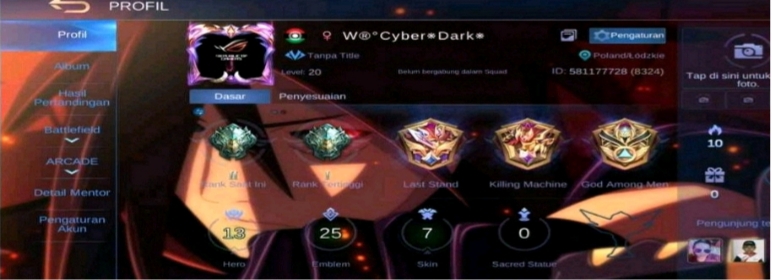 PROFIL
Profil
Album
Hasil
Pertandingan
Battlefield
ARCADE
Detail Mentor
Pengaturan
Akun
W®°Cyber※Dark※
Pengaturan
Tanpa Title
Poland/Łódzkie
Level: 20
Belum bergabung dalam Squad
ID: 581177728 (8324)
Dasar
Penyesuaian
Rank Saat Ini
Rank Tertinggi
Last Stand
Killing Machine
God Among Men
13
25
7
0
Hero
Emblem
Skin
Sacred Statue
Tap di sini untuk
foto.
10
0
Pengunjung te